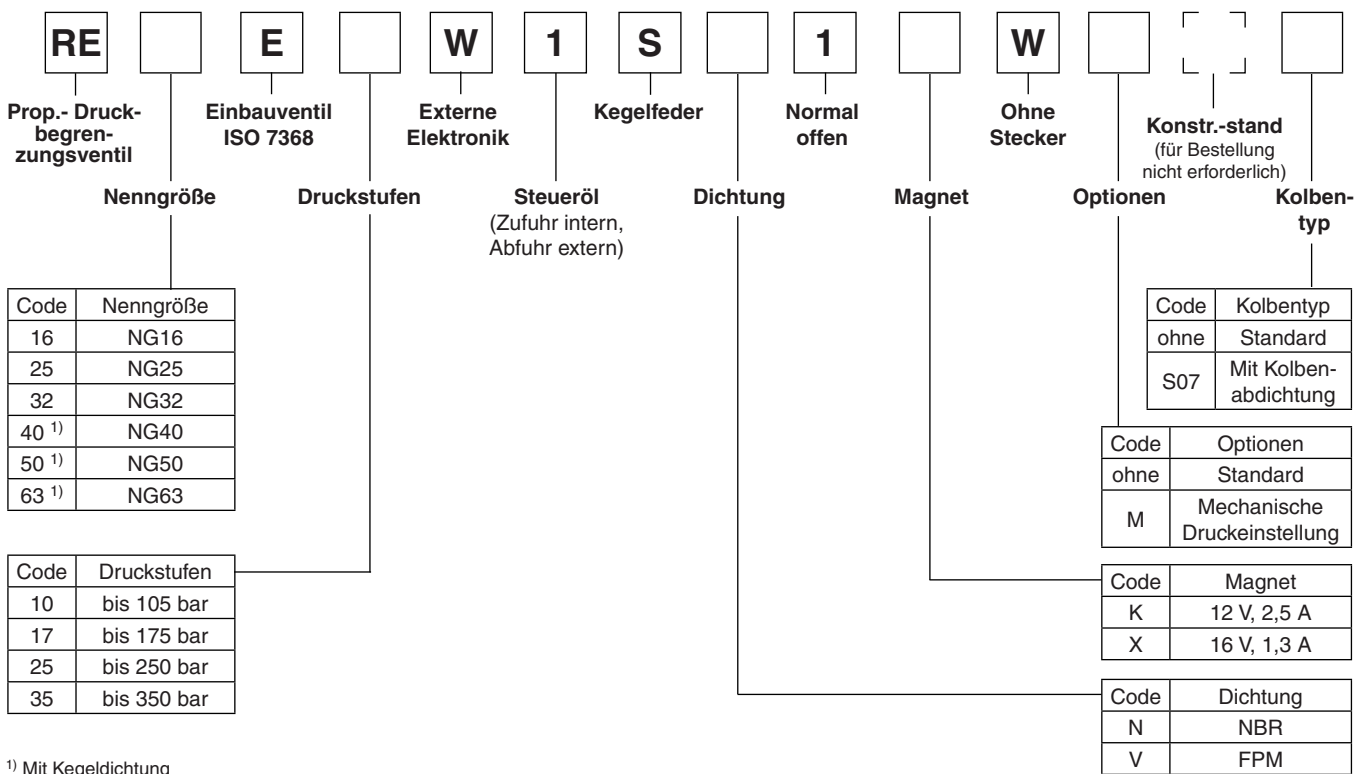 RE E W 1 S 1 W
Prop.- Druck-
begren-
zungsventil
Einbauventil
ISO 7368
Externe
Elektronik
Kegelfeder
Normal
offen
Ohne
Stecker
Konstr.-stand
(für Bestellung
nicht erforderlich)
Nenngröße
Druckstufen
Steueröl
(Zufuhr intern,
Abfuhr extern)
Dichtung
Magnet
Optionen
Kolben-
typ
Code Nenngröße
16 NG16
25 NG25
32 NG32
40 1) NG40
50 1) NG50
63 1) NG63
Code Kolbentyp
ohne Standard
S07 Mit Kolben-
abdichtung
Code Optionen
ohne Standard
M Mechanische
Druckeinstellung
Code Druckstufen
10 bis 105 bar
17 bis 175 bar
25 bis 250 bar
35 bis 350 bar
Code Magnet
K 12 V, 2,5 A
X 16 V, 1,3 A
Code Dichtung
N NBR
V FPM
1) Mit Kegeldichtung